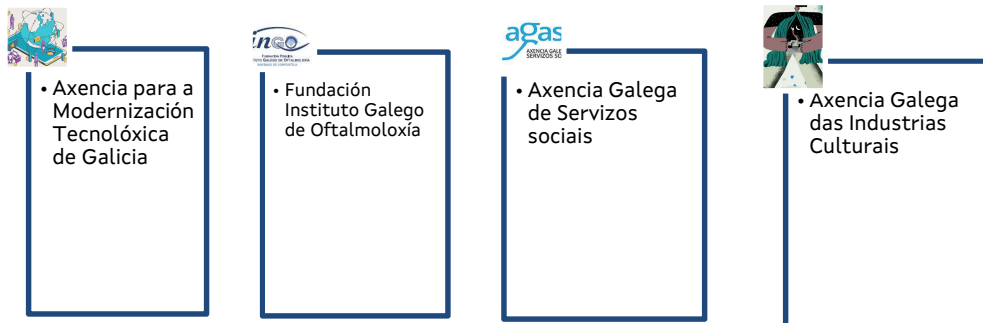 • Axencia para a
Modernización
Tecnolóxica
de Galicia
ingo
• Fundación
Instituto Galego
de Oftalmoloxía
agas
AXENCIA GALE
SERVIZOS SO
• Axencia Galega
de Servizos
sociais
• Axencia Galega
das Industrias
Culturais